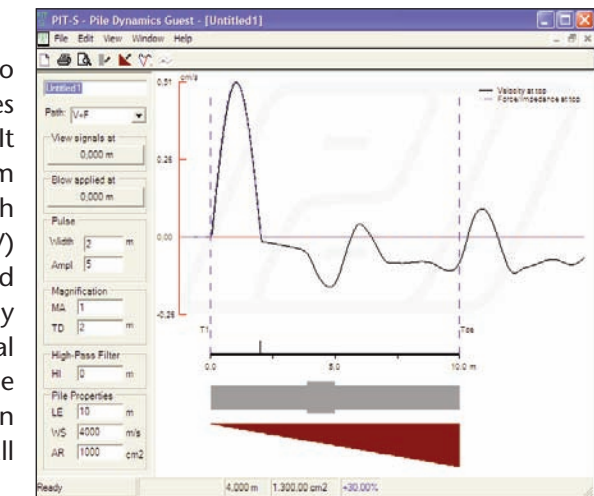 o
es
It
m
h
/)
d
y
al
e
n
ll
PIT-S - Pile Dynamics Guest - [Untitled1]
File Edit View Window Help
Untitled1
Path: V+F
View signals at
0,000 m
Blow applied at
0,000 m
Pulse
Width 2 m
Ampl 5
Magnification
MA 1
TD 2 m
High-Pass Filter
HI 0 m
Pile Properties
LE 10 m
WS 4000 m/s
AR 1000 cm2
0.51 cm/s
0.26
0.00
-0.26
Velocity at top
Force/Impedance at top
T1
Toe
0.0 5.0 10.0 m
Ready 4,000 m 1.300,00 cm2 +30,00%